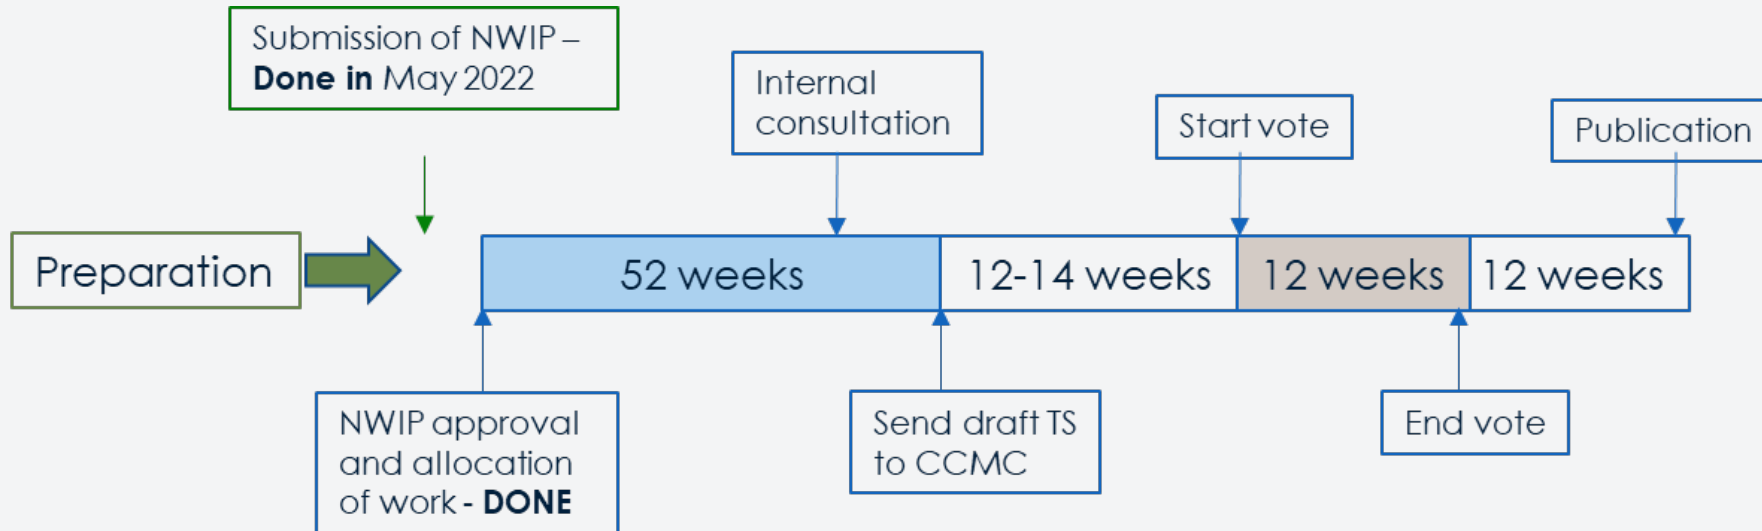 Submission of NWIP –
Done in May 2022
Internal
consultation
Start vote
Publication
Preparation
52 weeks
12-14 weeks
12 weeks
12 weeks
NWIP approval
and allocation
of work - DONE
Send draft TS
to CCMC
End vote